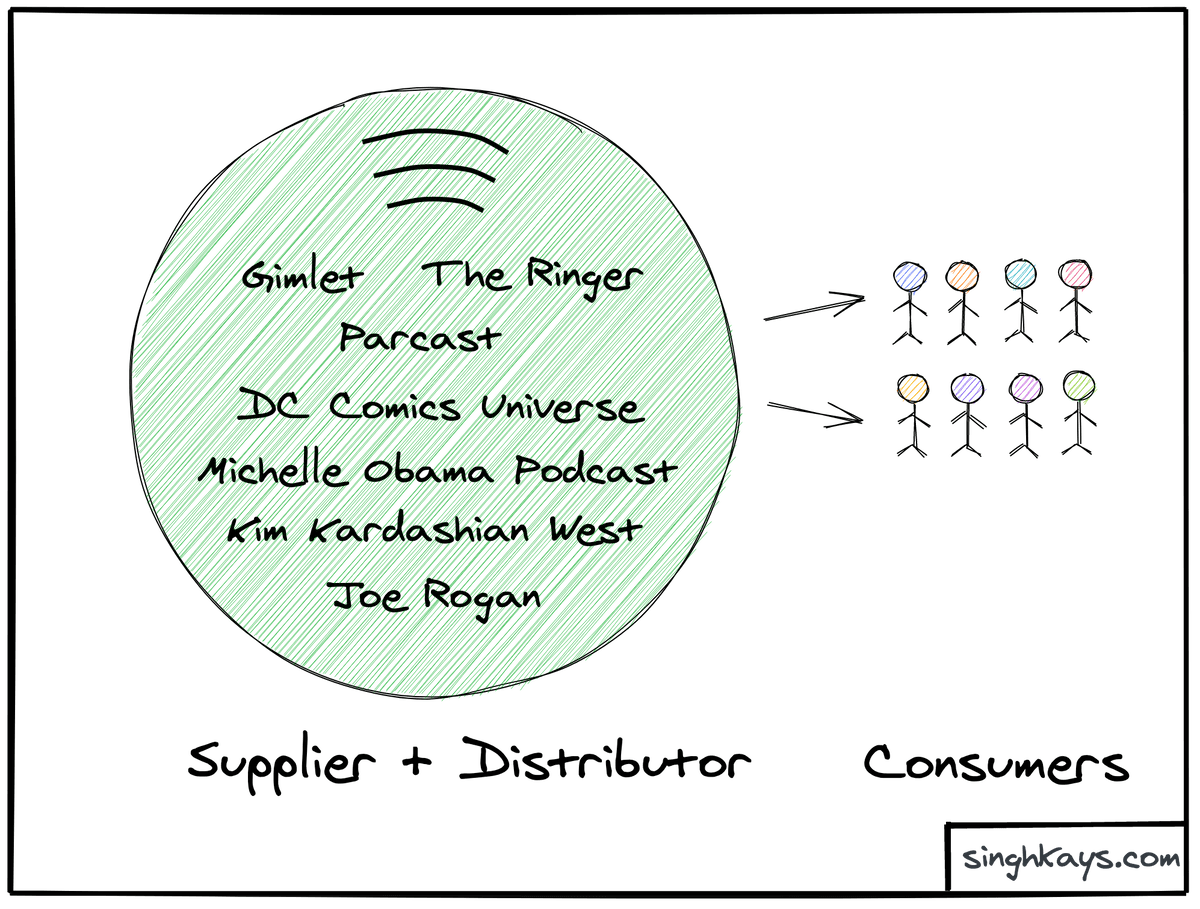 Gimlet The Ringer
Parcast
DC Comics Universe
Michelle Obama Podcast
Kim Kardashian West
Joe Rogan
Supplier + Distributor Consumers
singhkays.com